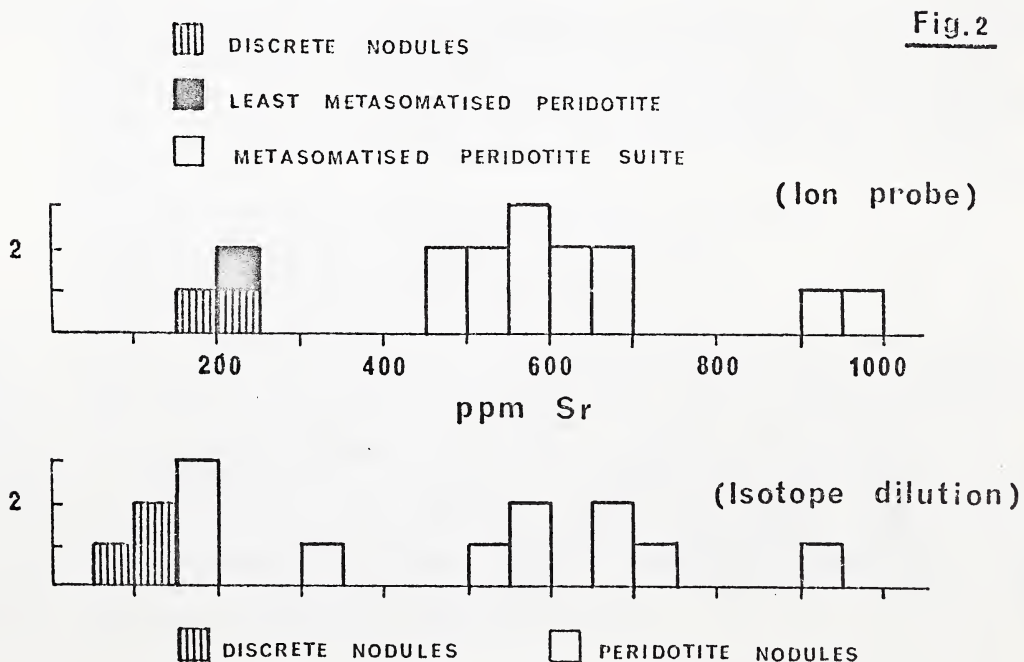 Fig.2
DISCRETE NODULES
LEAST METASOMATISED PERIDOTITE
METASOMATISED PERIDOTITE SUITE
(Ion probe)
2
200 400 600 800 1000
ppm Sr
2
(Isotope dilution)
DISCRETE NODULES PERIDOTITE NODULES